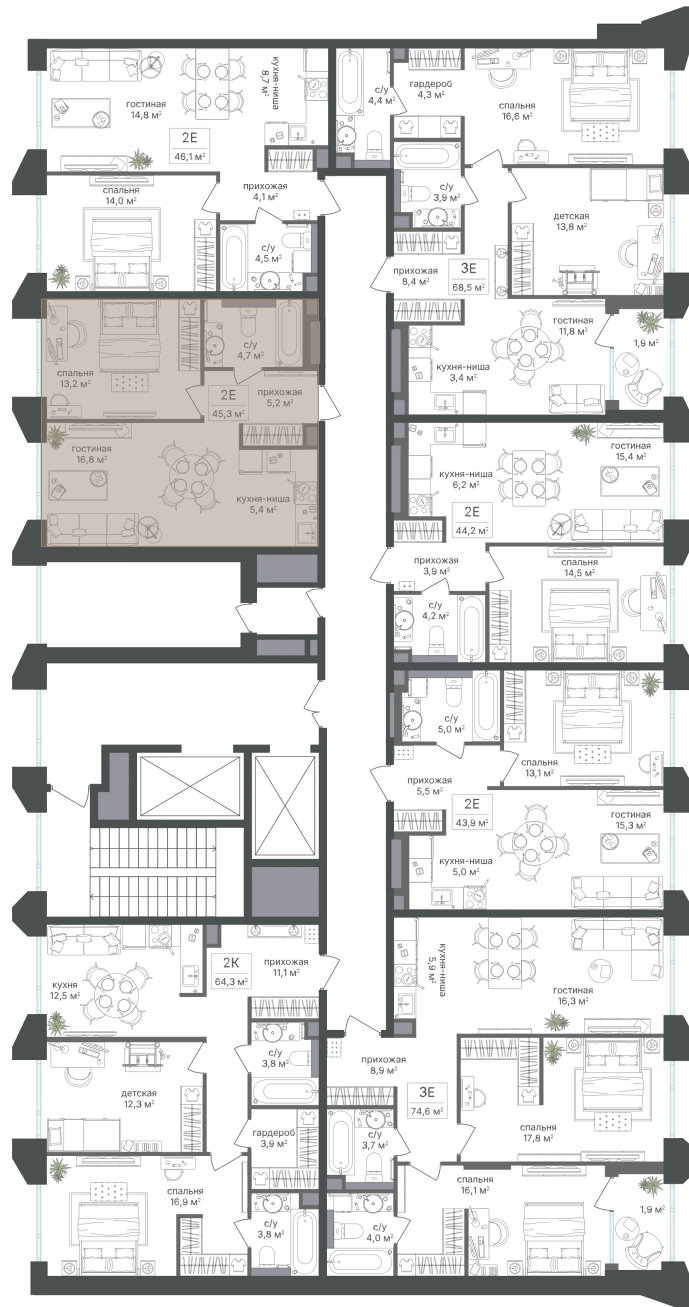 гостиная
14,8 м²
кухня-ниша
8,7 м²
2Е
46,1 м²
спальня
14,0 м²
прихожая
4,1 м²
с/у
4,5 м²
с/у
4,4 м²
гардероб
4,3 м²
спальня
16,6 м²
с/у
3,9 м²
детская
13,8 м²
прихожая
8,4 м²
3Е
68,5 м²
гостиная
11,8 м²
1,9 м²
кухня-ниша
3,4 м²
с/у
4,7 м²
спальня
13,2 м²
2Е
45,3 м²
прихожая
5,2 м²
гостиная
16,8 м²
кухня-ниша
5,4 м²
кухня-ниша
6,2 м²
гостиная
15,4 м²
2Е
44,2 м²
прихожая
3,9 м²
спальня
14,5 м²
с/у
4,2 м²
с/у
5,0 м²
спальня
13,1 м²
прихожая
5,5 м²
2Е
43,9 м²
гостиная
15,3 м²
кухня-ниша
5,0 м²
2К
64,3 м²
прихожая
11,1 м²
кухня
12,5 м²
с/у
3,8 м²
детская
12,3 м²
гардероб
3,9 м²
спальня
16,9 м²
с/у
3,8 м²
кухня-ниша
5,9 м²
гостиная
16,3 м²
прихожая
8,9 м²
3Е
74,6 м²
спальня
17,8 м²
с/у
3,7 м²
спальня
16,1 м²
с/у
4,0 м²
1,9 м²